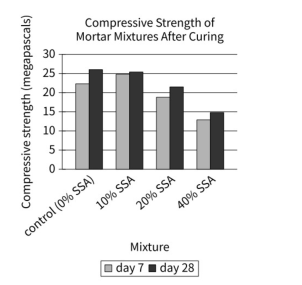 Compressive Strength of
Mortar Mixtures After Curing
Compressive strength (megapascals)
30
25
20
15
10
5
0
control (0% SSA)
10% SSA
20% SSA
40% SSA
Mixture
day 7 day 28